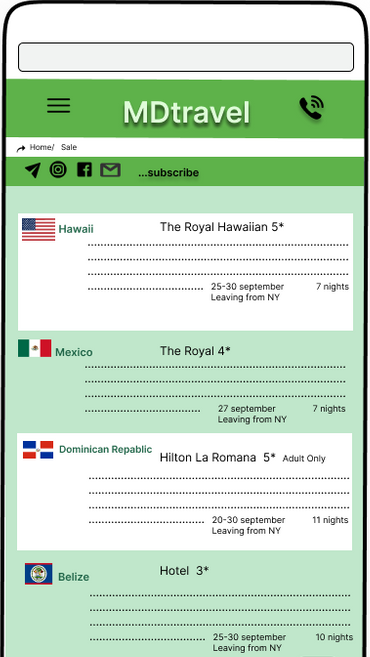 MDtravel
Home/ Sale
...subscribe
Hawaii
The Royal Hawaiian 5*
25-30 september
7 nights
Leaving from NY
Mexico
The Royal 4*
27 september
7 nights
Leaving from NY
Dominican Repablic
Hilton La Romana 5* Adult Only
20-30 september
11 nights
Leaving from NY
Belize
Hotel 3*
25-30 september
10 nights
Leaving from NY